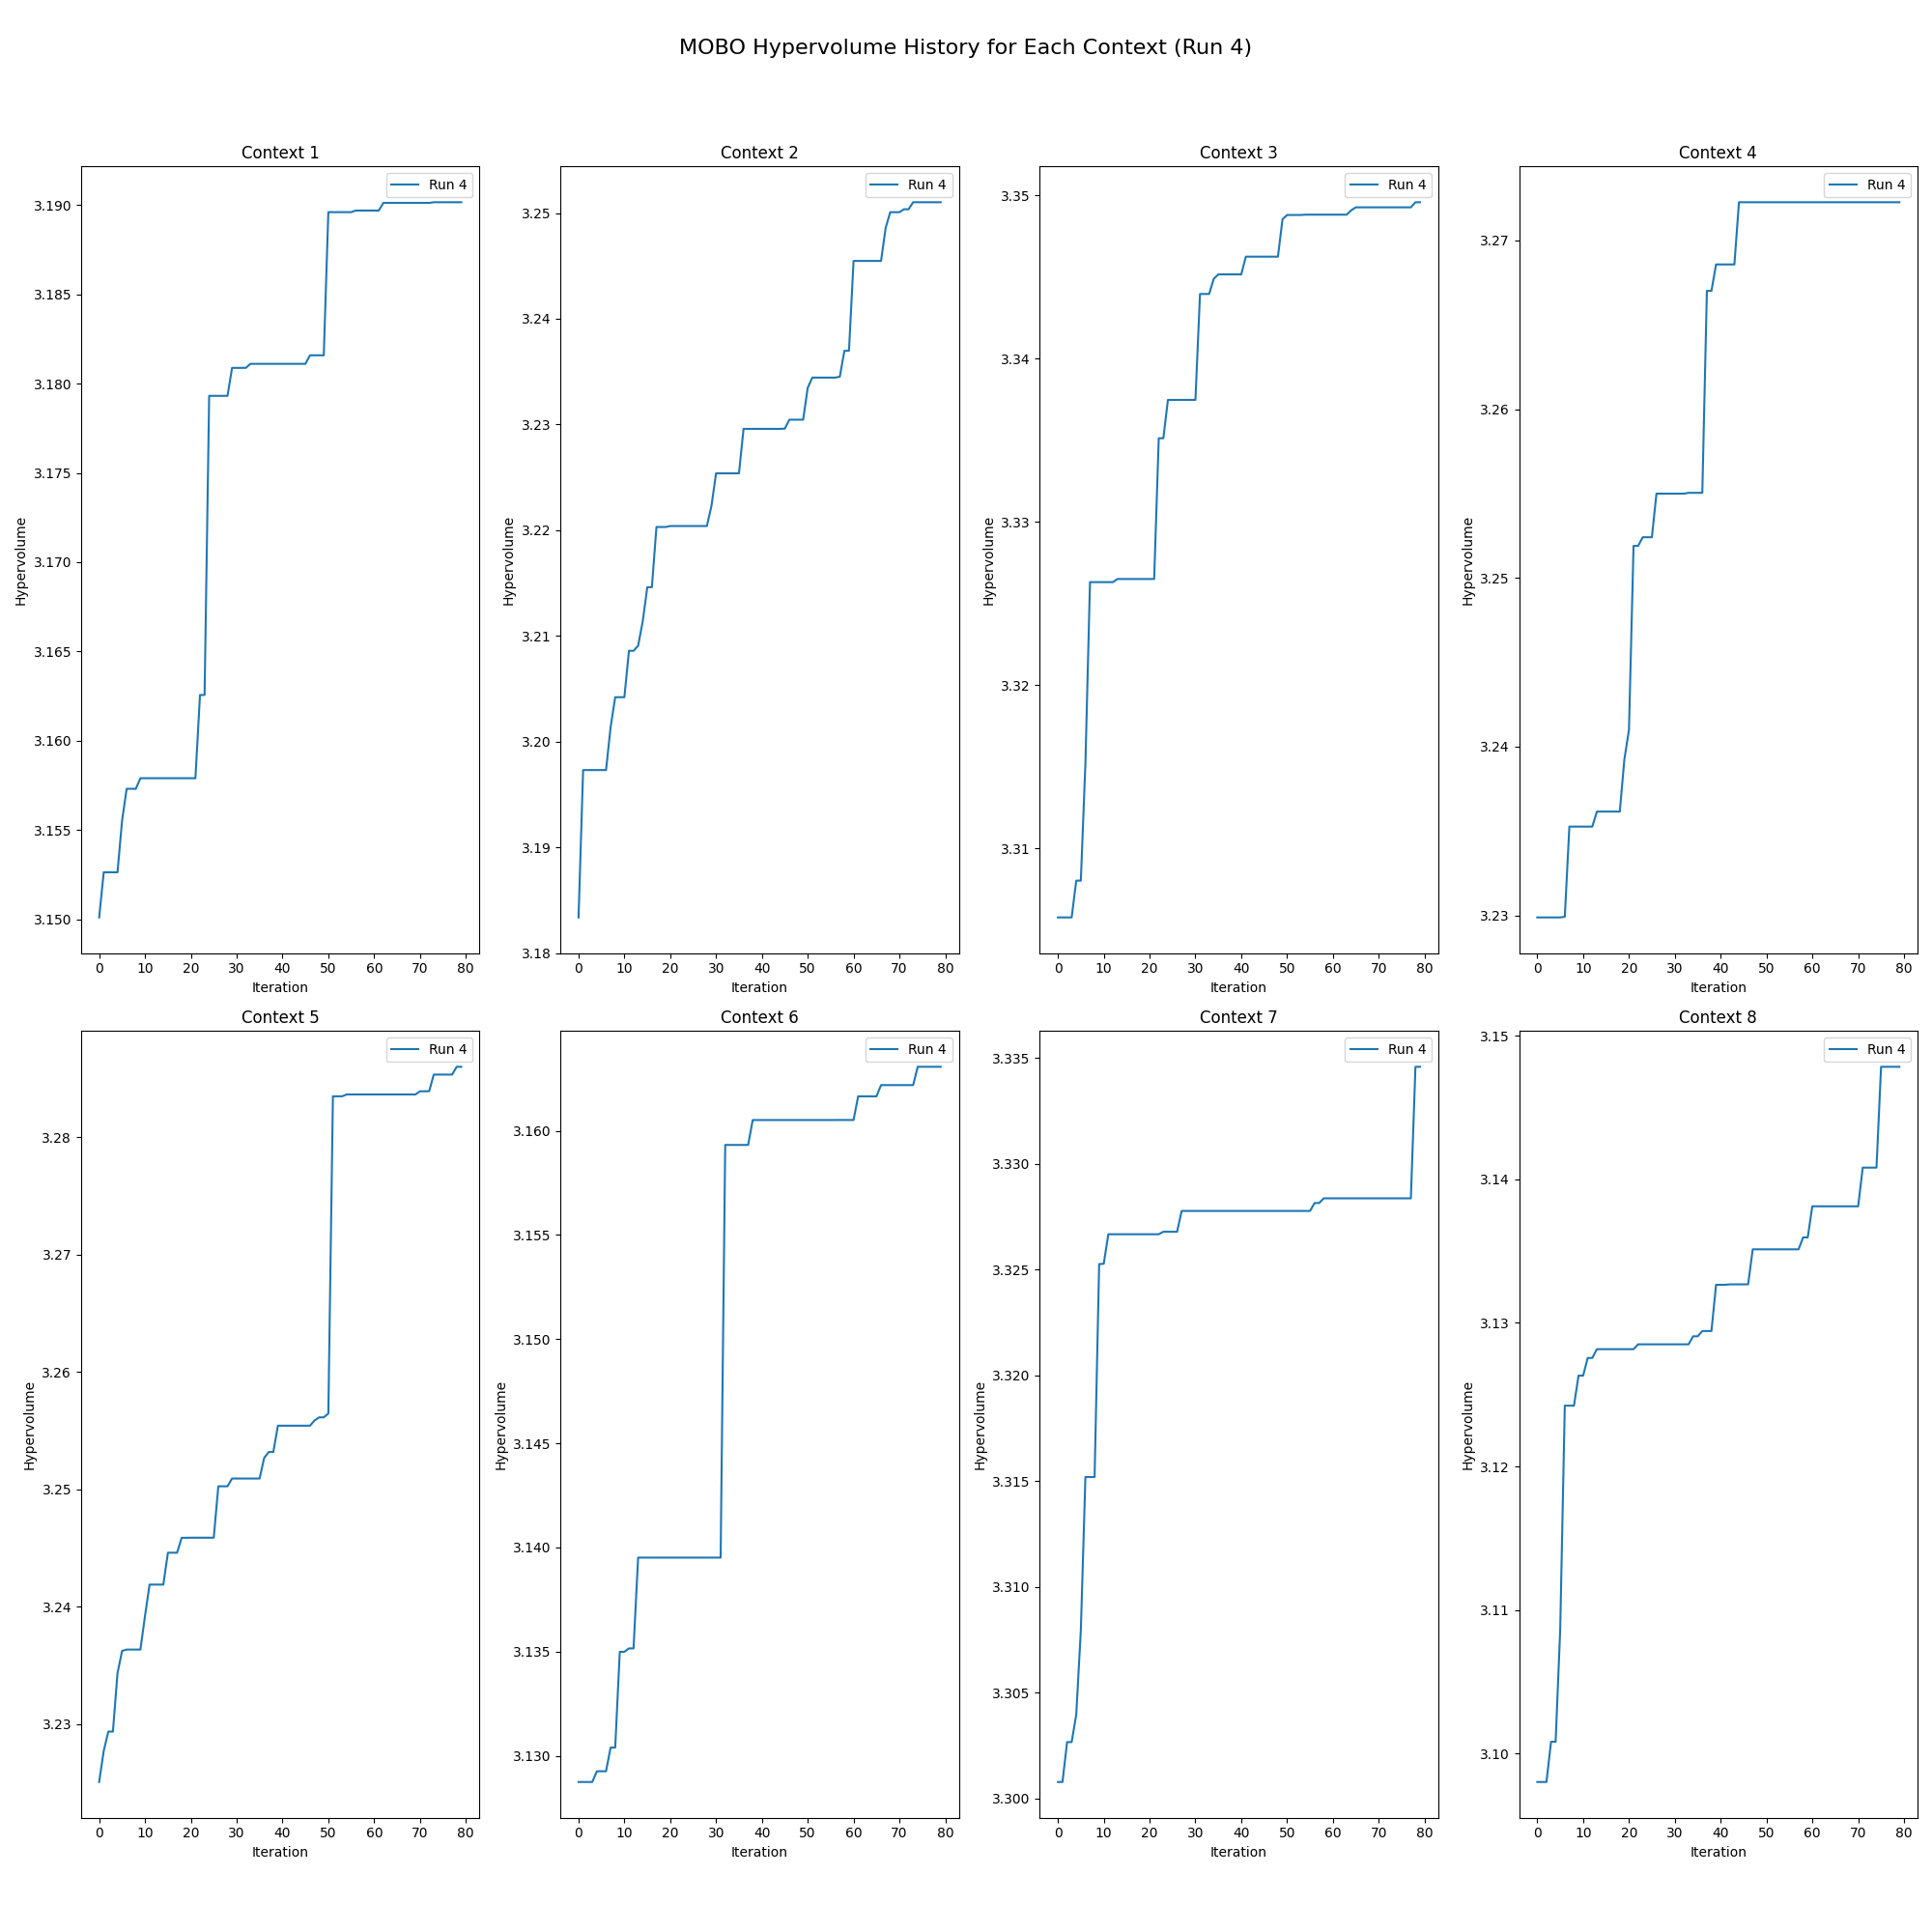 MOBO Hypervolume History for Each Context (Run 4)
Context 1
Run 4
3.190
3.185
3.180
3.175
3.170
3.165
3.160
3.155
3.150
Hypervolume
0 10 20 30 40 50 60 70 80
Iteration
Context 2
Run 4
3.25
3.24
3.23
3.22
3.21
3.20
3.19
3.18
Hypervolume
0 10 20 30 40 50 60 70 80
Iteration
Context 3
Run 4
3.35
3.34
3.33
3.32
3.31
Hypervolume
0 10 20 30 40 50 60 70 80
Iteration
Context 4
Run 4
3.27
3.26
3.25
3.24
3.23
Hypervolume
0 10 20 30 40 50 60 70 80
Iteration
Context 5
Run 4
3.28
3.27
3.26
3.25
3.24
3.23
Hypervolume
0 10 20 30 40 50 60 70 80
Iteration
Context 6
Run 4
3.160
3.155
3.150
3.145
3.140
3.135
3.130
Hypervolume
0 10 20 30 40 50 60 70 80
Iteration
Context 7
Run 4
3.335
3.330
3.325
3.320
3.315
3.310
3.305
3.300
Hypervolume
0 10 20 30 40 50 60 70 80
Iteration
Context 8
Run 4
3.15
3.14
3.13
3.12
3.11
3.10
Hypervolume
0 10 20 30 40 50 60 70 80
Iteration